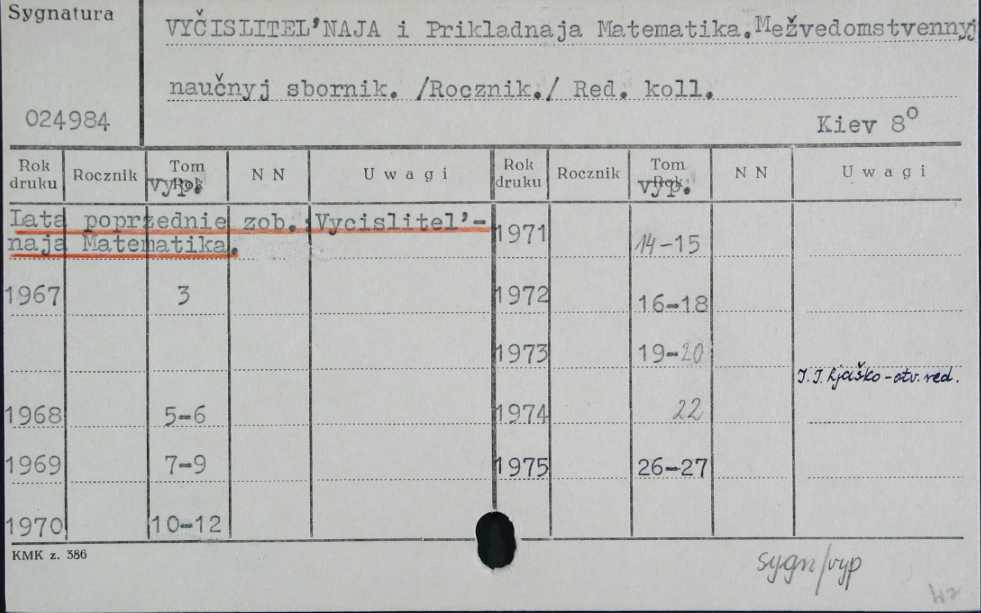 Sygnatura
VYČISLITEL'NAJA i Prikladnaja Matematika. Mežvedomstvennyj
naučnyj sbornik. /Rocznik./ Red. koll.
024984
Kiev 8°
Rok druku Rocznik Tom Rok vyp. N N U w a g i Rok druku Rocznik Tom Rok vyp. N N U w a g i
Lata poprzednie zob. Vycislitel'-
naja Matematika.
1967 3
1968 5-6
1969 7-9
1970 10-12
1971 14-15
1972 16-18
1973 19-20
I. I. Ljaško - otv. red.
1974 22
1975 26-27
KMK z. 386
sygn/vyp